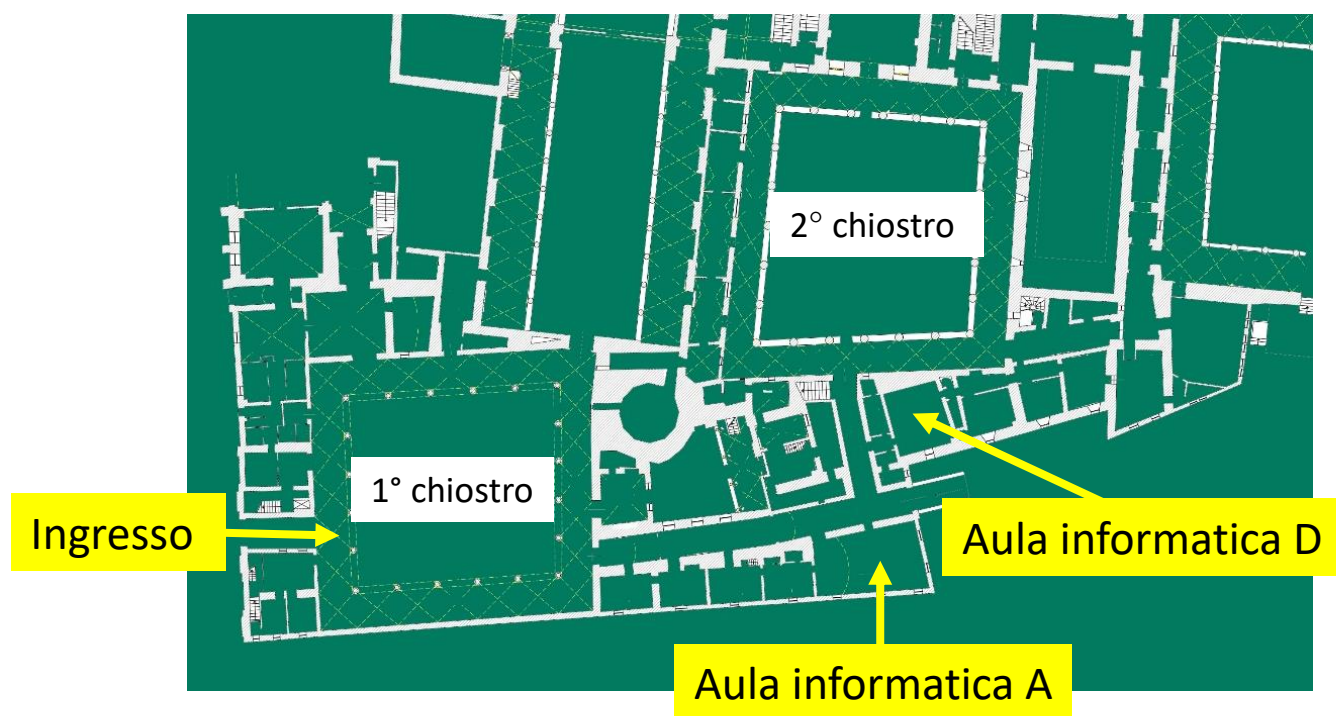 2° chiostro
1° chiostro
Ingresso
Aula informatica D
Aula informatica A